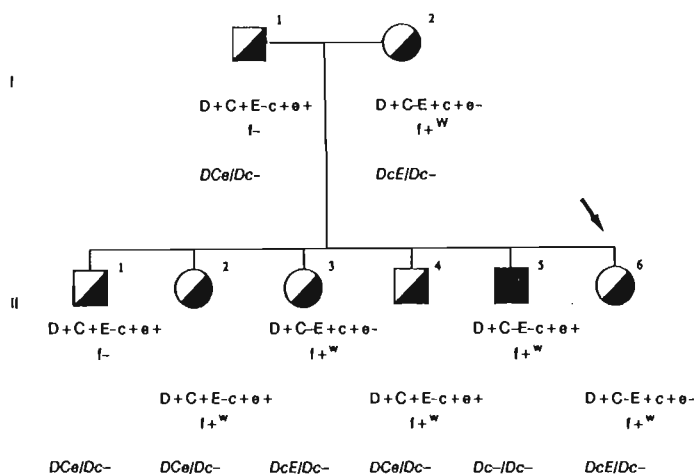 1 2
I
D + C + E - c + e + D + C - E + c + e -
f - f + W
DCe/Dc- DcE/Dc-
1 2 3 4 5 6
II
D + C + E - c + e + D + C - E + c + e - D + C - E - c + e +
f - f + w f + w
D + C + E - c + e + D + C + E - c + e + D + C - E + c + e -
f + w f + w f + w
DCe/Dc- DCe/Dc- DcE/Dc- DCe/Dc- Dc-/Dc- DcE/Dc-